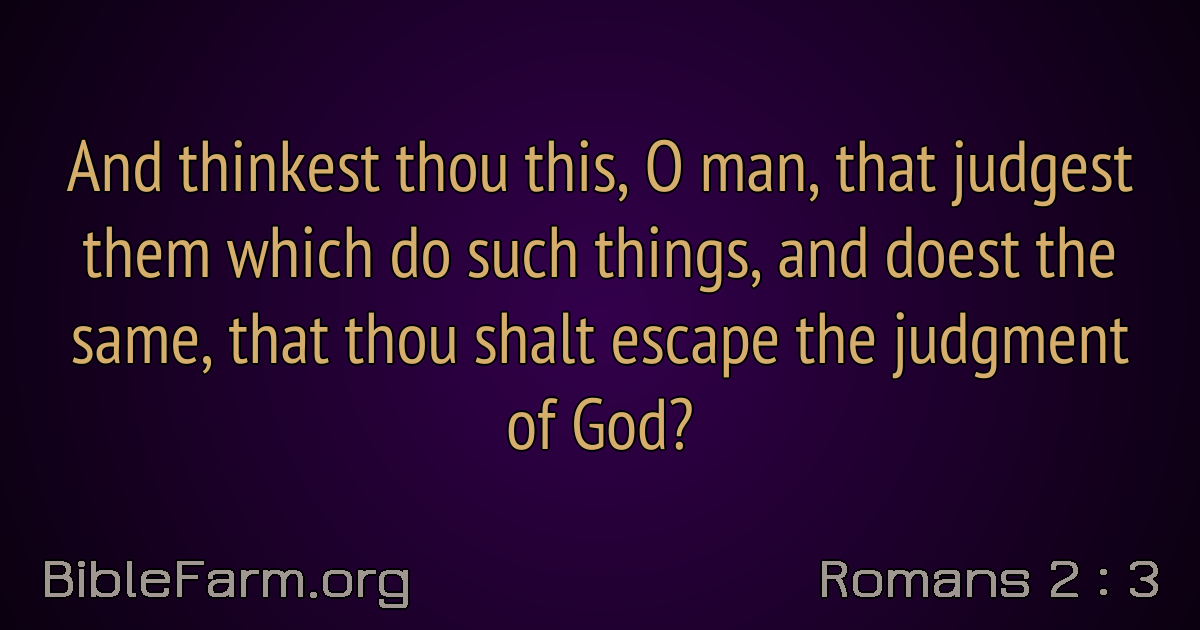 And thinkest thou this, O man, that judgest
them which do such things, and doest the
same, that thou shalt escape the judgment
of God?
BibleFarm.org
Romans 2 : 3